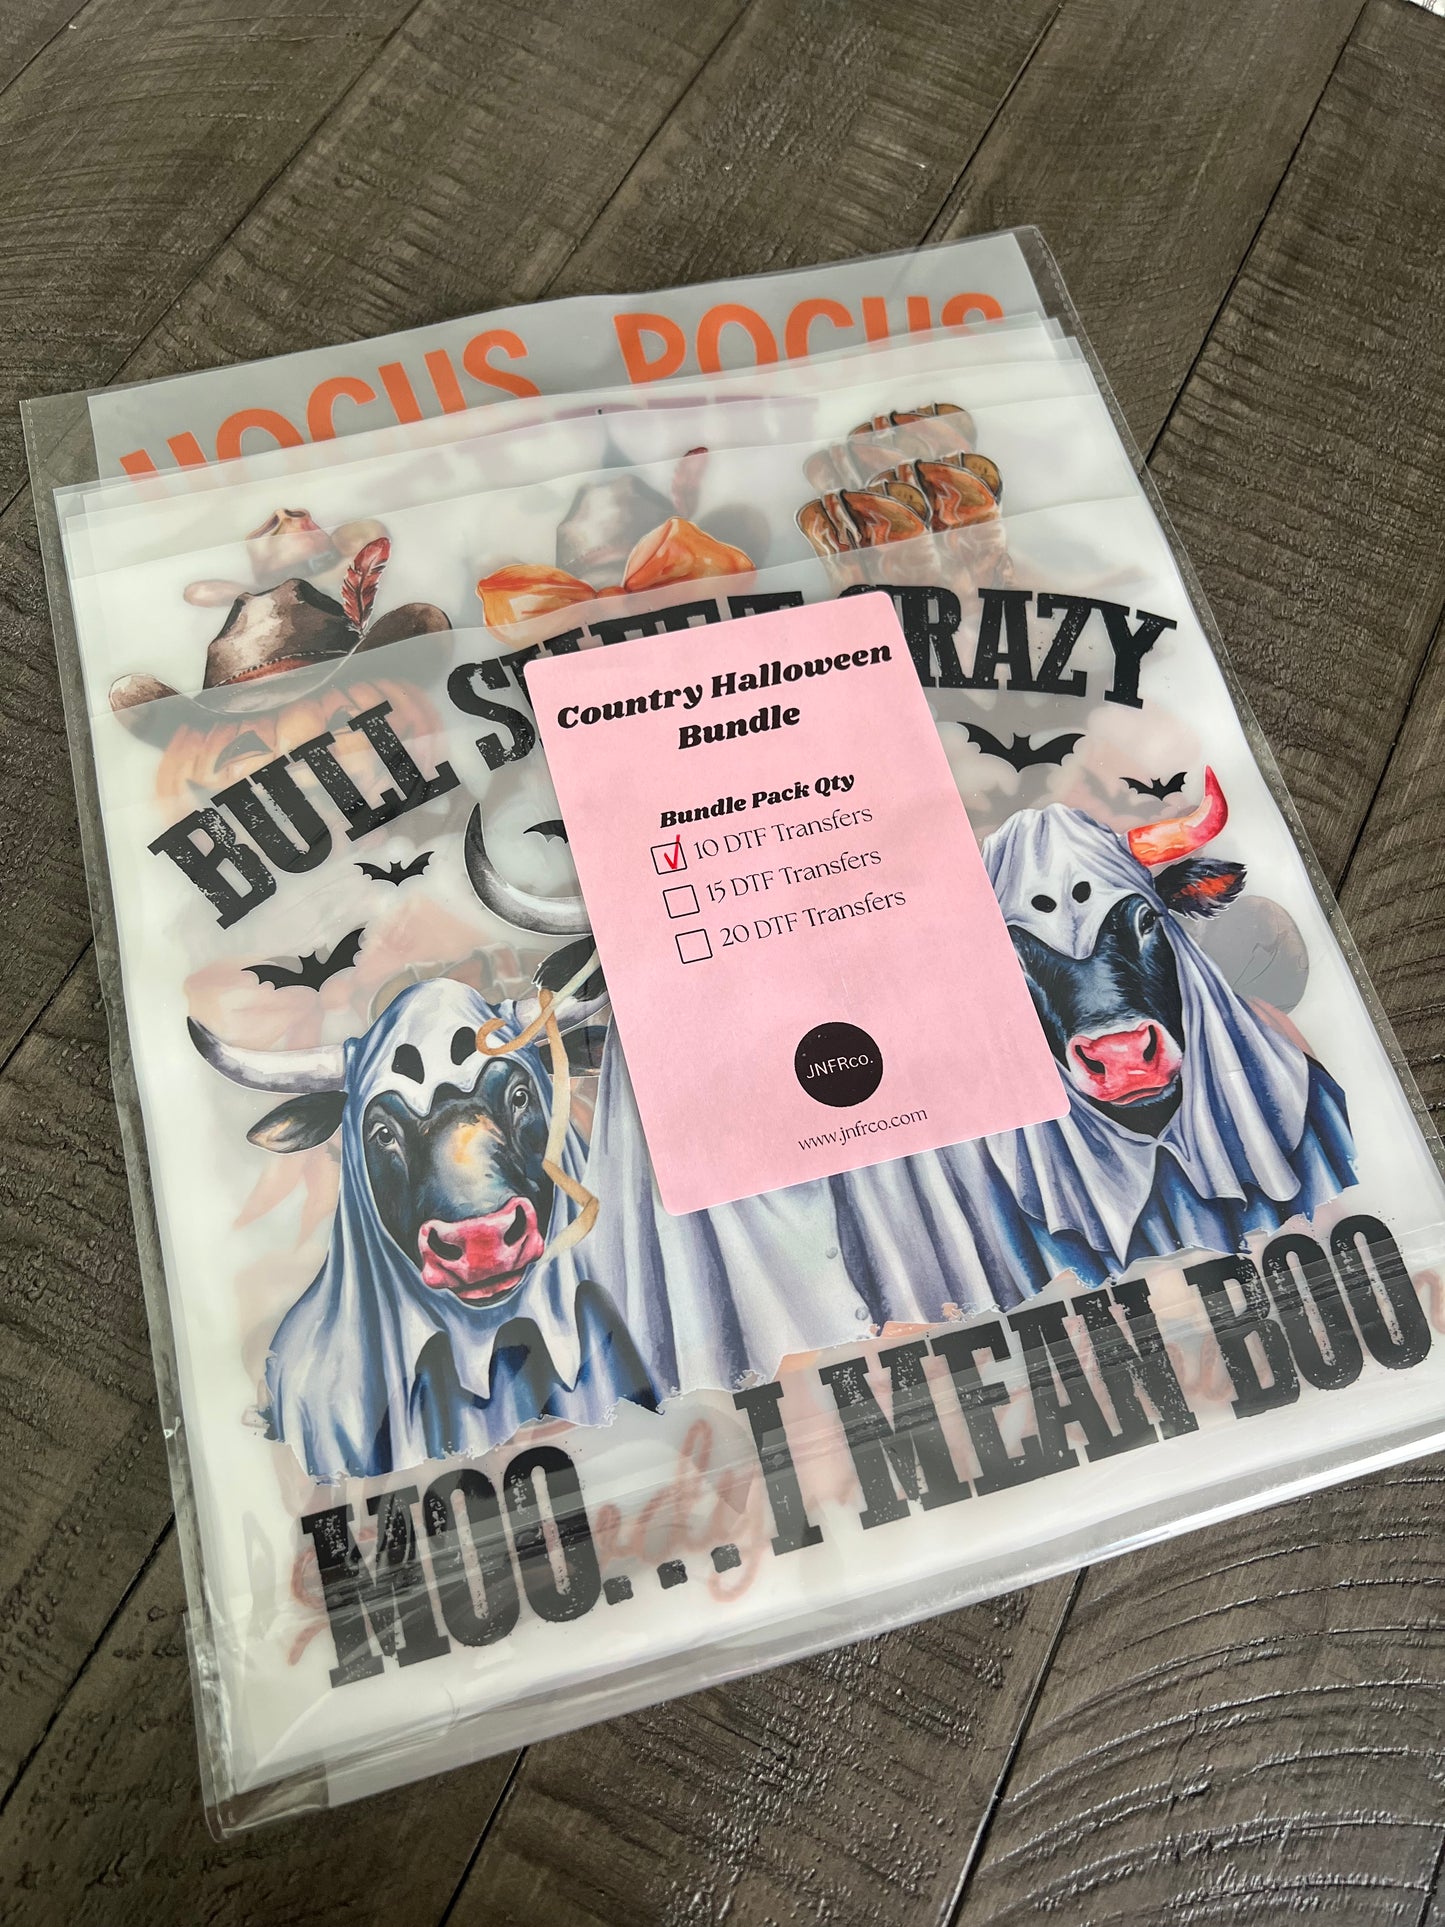 HOCUS POCUS
BULL SHEET CRAZY
Country Halloween
Bundle
Bundle Pack Qty
10 DTF Transfers
15 DTF Transfers
20 DTF Transfers
JNFRco.
www.jnfrco.com
MOO... I MEAN BOO